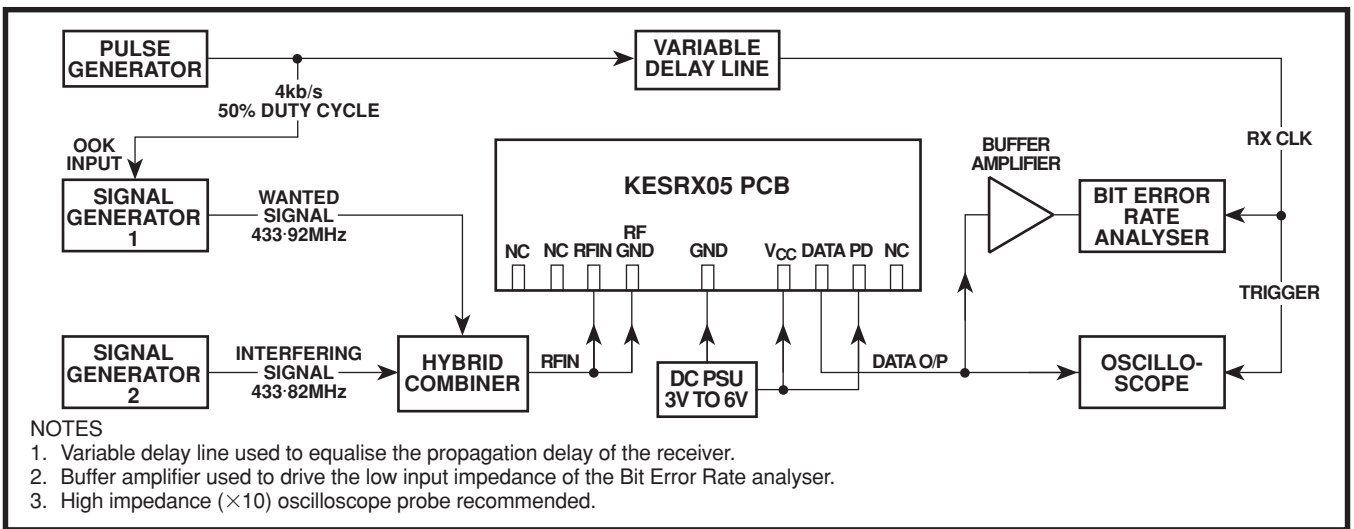 PULSE
GENERATOR
VARIABLE
DELAY LINE
4kb/s
50% DUTY CYCLE
OOK
INPUT
RX CLK
BUFFER
AMPLIFIER
KESRX05 PCB
SIGNAL
GENERATOR
1
WANTED
SIGNAL
433·92MHz
BIT ERROR
RATE
ANALYSER
NC
NC
RFIN
RF
GND
GND
VCC
DATA
PD
NC
TRIGGER
SIGNAL
GENERATOR
2
INTERFERING
SIGNAL
433·82MHz
HYBRID
COMBINER
RFIN
DC PSU
3V TO 6V
DATA O/P
OSCILLO-
SCOPE
NOTES
1. Variable delay line used to equalise the propagation delay of the receiver.
2. Buffer amplifier used to drive the low input impedance of the Bit Error Rate analyser.
3. High impedance (×10) oscilloscope probe recommended.